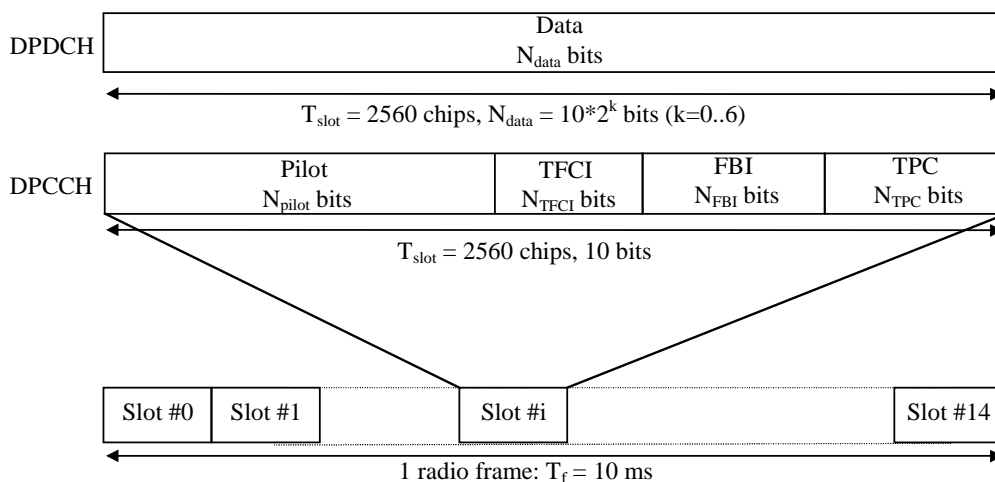 Data
DPDCH
N_data bits
T_slot = 2560 chips, N_data = 10*2^k bits (k=0..6)
Pilot TFCI FBI TPC
DPCCH
N_pilot bits N_TFCI bits N_FBI bits N_TPC bits
T_slot = 2560 chips, 10 bits
Slot #0 Slot #1 Slot #i Slot #14
1 radio frame: T_f = 10 ms